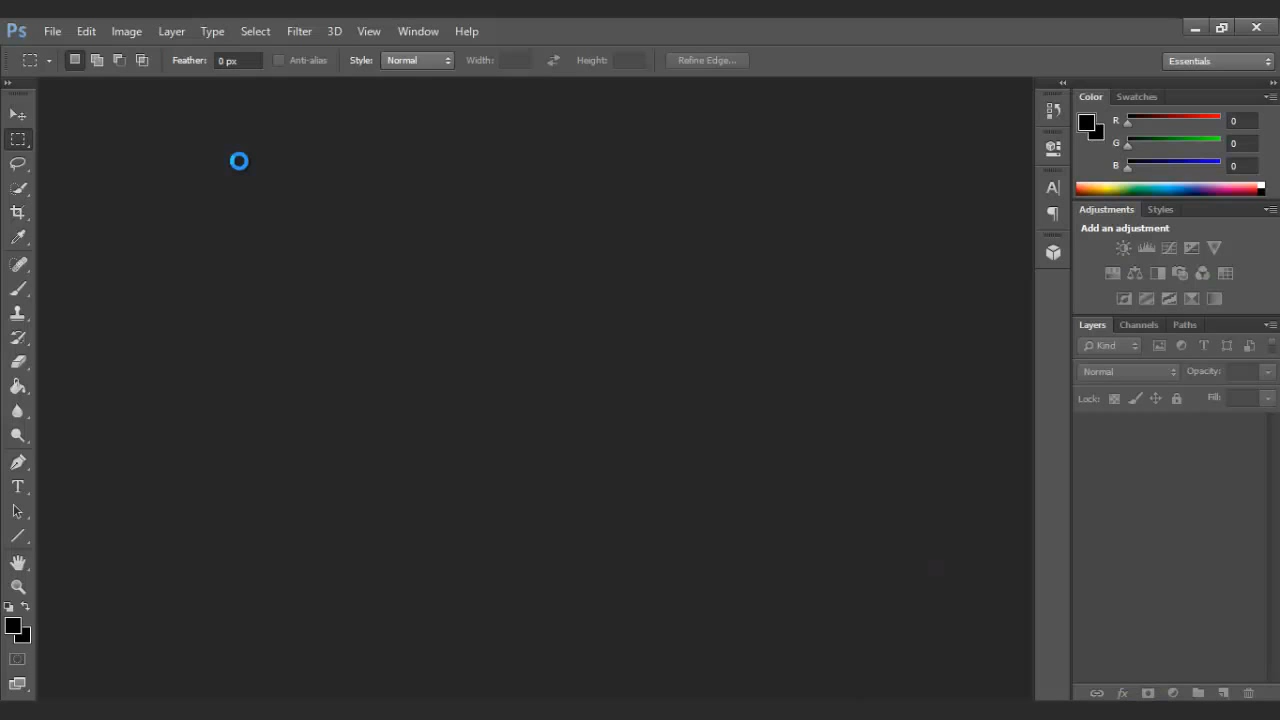 Ps File Edit Image Layer Type Select Filter 3D View Window Help
Feather: 0 px Anti-alias Style: Normal Width: Height: Refine Edge... Essentials
Color Swatches
R 0
G 0
B 0
Adjustments Styles
Add an adjustment
Layers Channels Paths
Kind
Normal Opacity:
Lock: Fill: